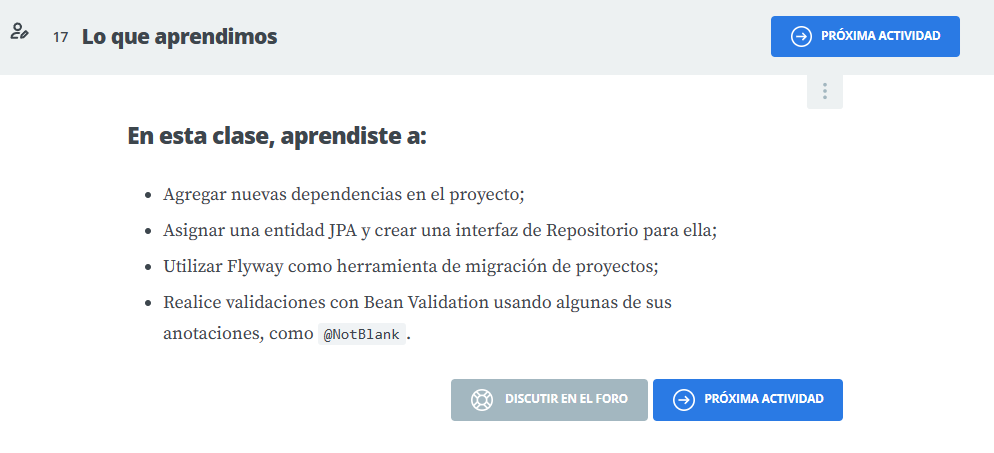 17 Lo que aprendimos
PRÓXIMA ACTIVIDAD
En esta clase, aprendiste a:
Agregar nuevas dependencias en el proyecto;
Asignar una entidad JPA y crear una interfaz de Repositorio para ella;
Utilizar Flyway como herramienta de migración de proyectos;
Realice validaciones con Bean Validation usando algunas de sus
anotaciones, como @NotBlank.
DISCUTIR EN EL FORO
PRÓXIMA ACTIVIDAD